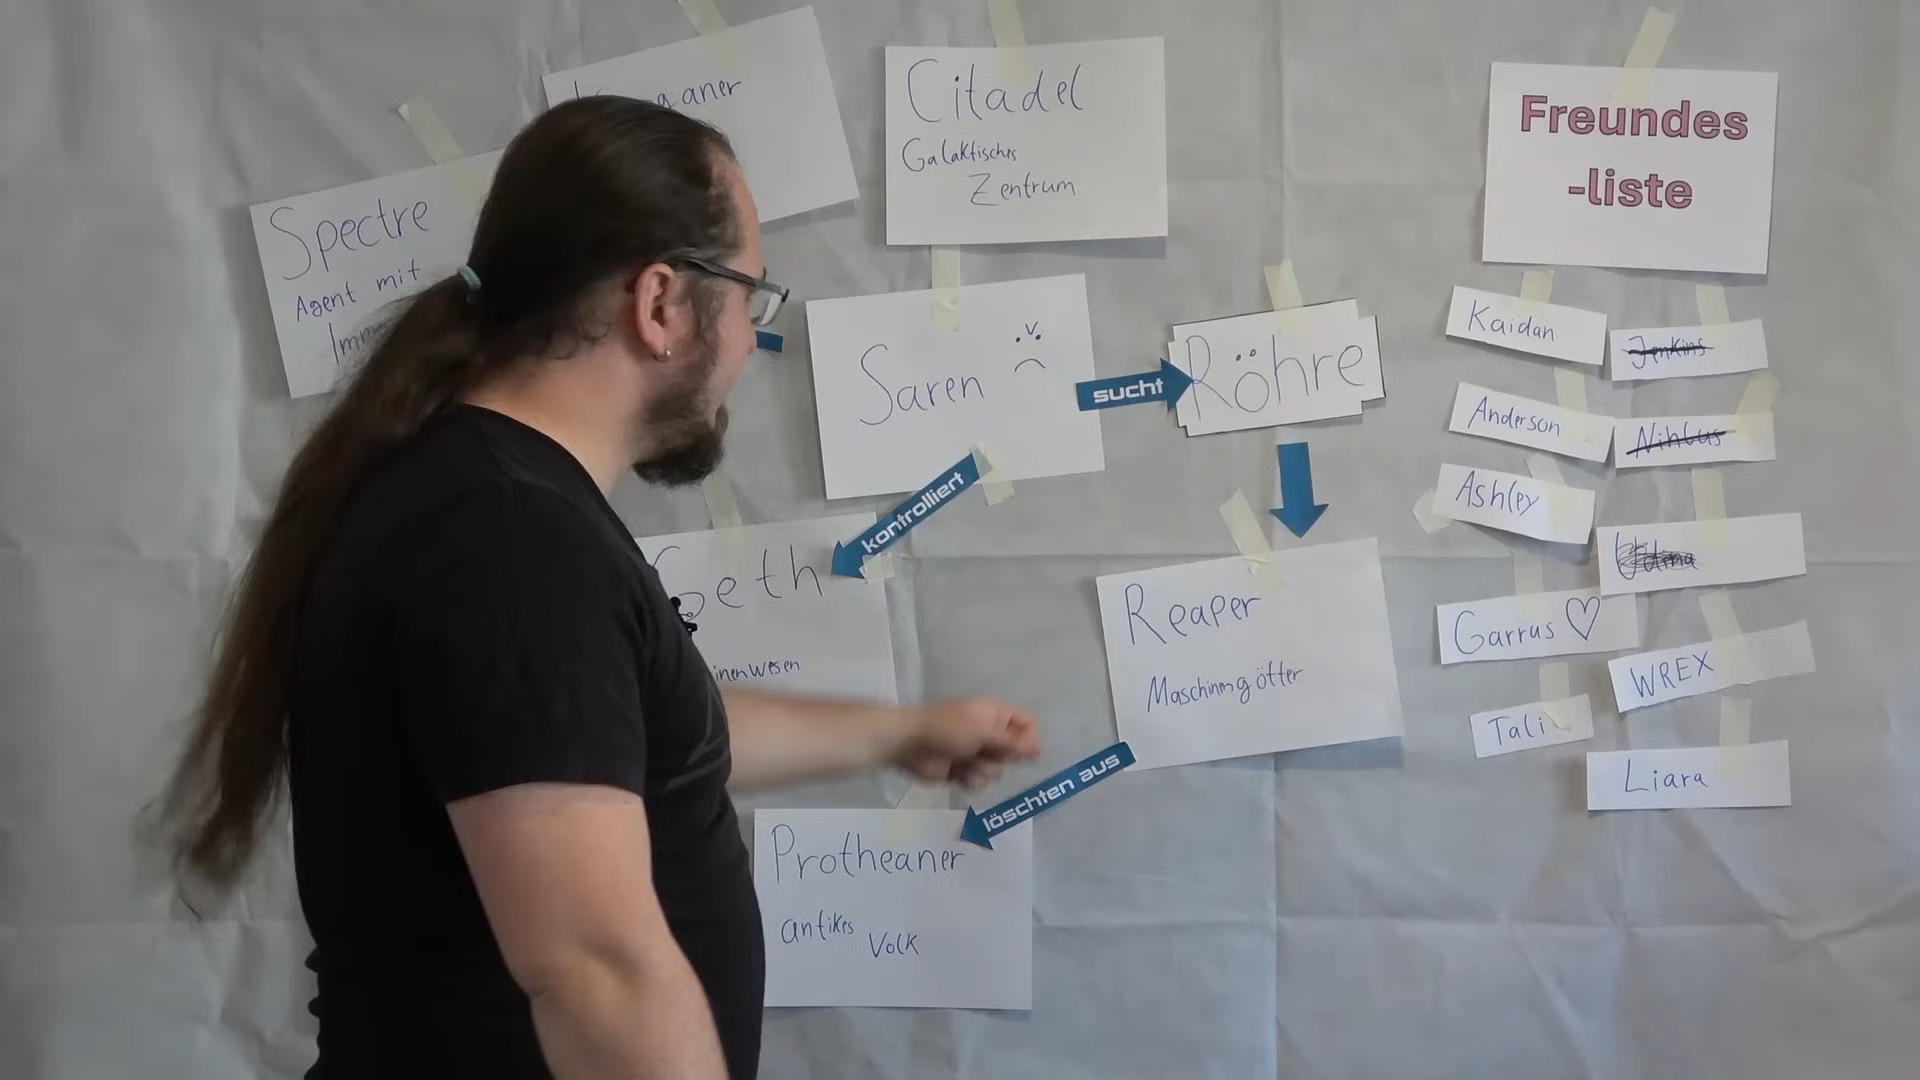 Citadel
Galaktisches
Zentrum
Spectre
Agent mit
Saren
sucht
Röhre
kontrolliert
Geth
Reaper
Maschinengötter
löschten aus
Protheaner
antikes
Volk
Freundes
-liste
Kaidan
Jenkins
Anderson
Nihlus
Ashley
Garrus ♡
WREX
Tali
Liara